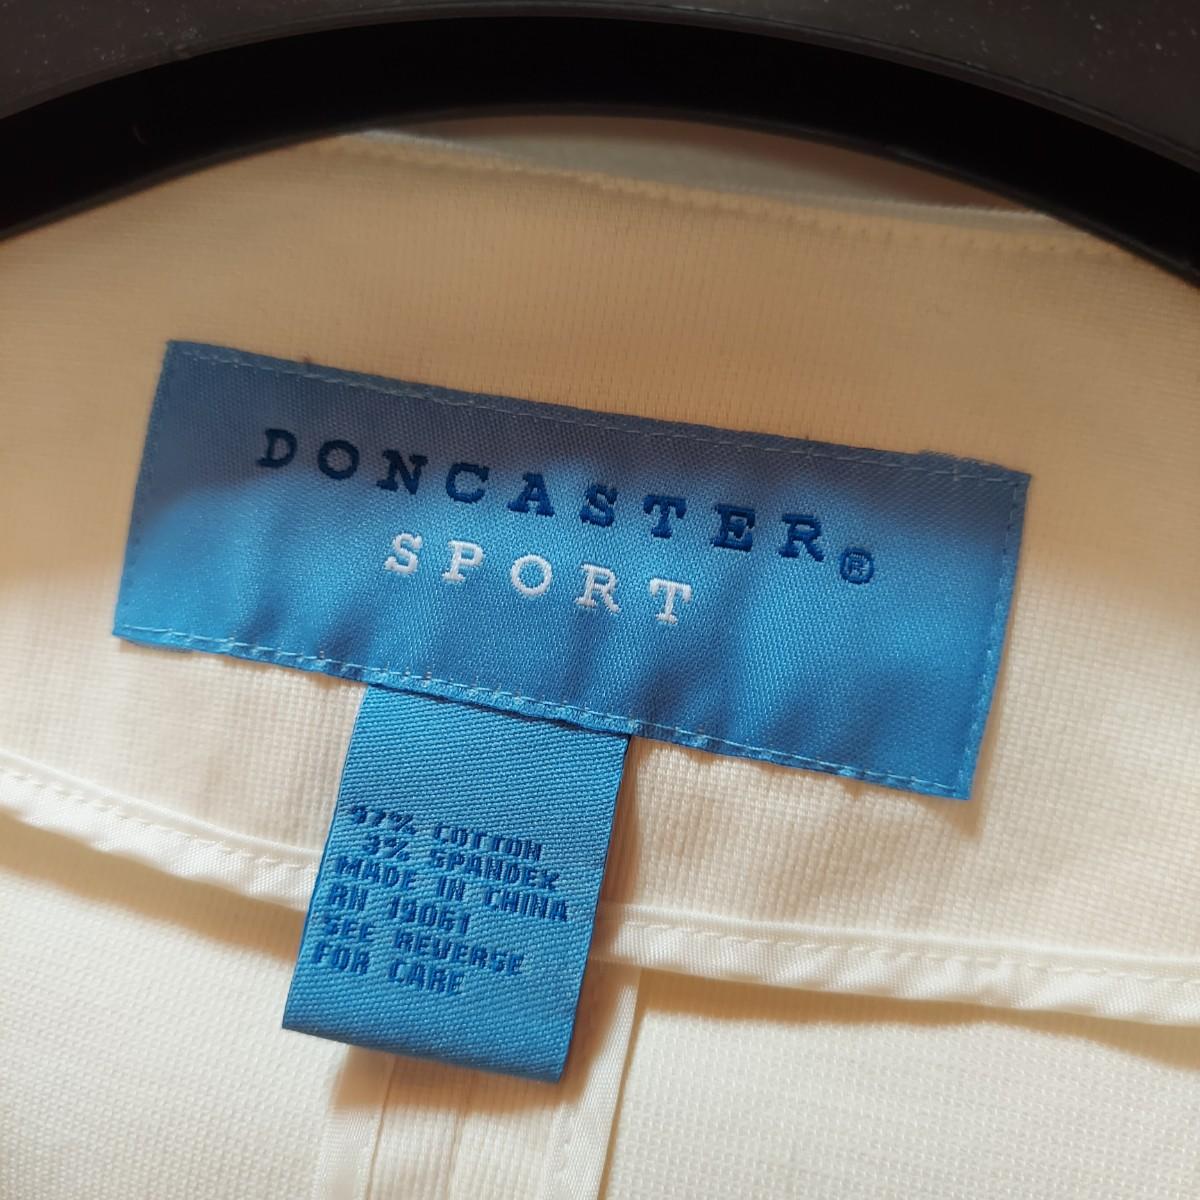 DONCASTER®
SPORT
97% COTTON
3% SPANDEX
MADE IN CHINA
RN 19061
SEE REVERSE
FOR CARE